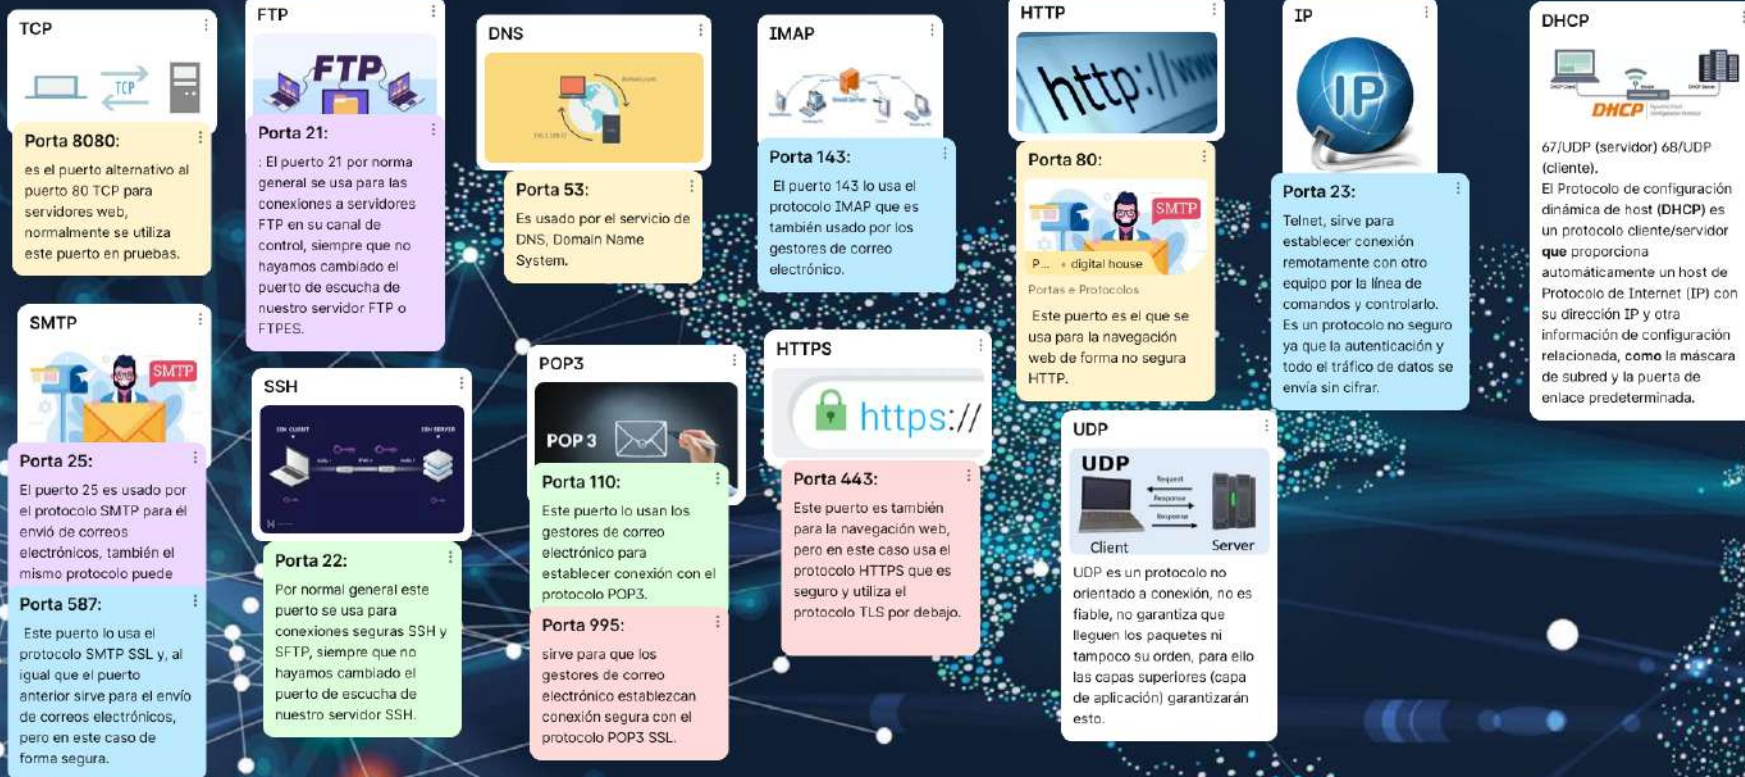 TCP
TCP
Porta 8080:
es el puerto alternativo al
puerto 80 TCP para
servidores web,
normalmente se utiliza
este puerto en pruebas.
SMTP
SMTP
Porta 25:
El puerto 25 es usado por
el protocolo SMTP para él
envió de correos
electrónicos, también el
mismo protocolo puede
Porta 587:
Este puerto lo usa el
protocolo SMTP SSL y, al
igual que el puerto
anterior sirve para el envío
de correos electrónicos,
pero en este caso de
forma segura.
FTP
FTP
Porta 21:
: El puerto 21 por norma
general se usa para las
conexiones a servidores
FTP en su canal de
control, siempre que no
hayamos cambiado el
puerto de escucha de
nuestro servidor FTP o
FTPES.
SSH
SSH CLIENT
SSH SERVER
Porta 22:
Por normal general este
puerto se usa para
conexiones seguras SSH y
SFTP, siempre que no
hayamos cambiado el
puerto de escucha de
nuestro servidor SSH.
DNS
Porta 53:
Es usado por el servicio de
DNS, Domain Name
System.
POP3
POP 3
Porta 110:
Este puerto lo usan los
gestores de correo
electrónico para
establecer conexión con el
protocolo POP3.
Porta 995:
sirve para que los
gestores de correo
electrónico establezcan
conexión segura con el
protocolo POP3 SSL.
IMAP
Porta 143:
El puerto 143 lo usa el
protocolo IMAP que es
también usado por los
gestores de correo
electrónico.
HTTPS
https://
Porta 443:
Este puerto es también
para la navegación web,
pero en este caso usa el
protocolo HTTPS que es
seguro y utiliza el
protocolo TLS por debajo.
HTTP
http://www
Porta 80:
SMTP
P... • digital house
Portas e Protocolos
Este puerto es el que se
usa para la navegación
web de forma no segura
HTTP.
UDP
UDP
Request
Response
Response
Client
Server
UDP es un protocolo no
orientado a conexión, no es
fiable, no garantiza que
lleguen los paquetes ni
tampoco su orden, para ello
las capas superiores (capa
de aplicación) garantizarán
esto.
IP
IP
Porta 23:
Telnet, sirve para
establecer conexión
remotamente con otro
equipo por la línea de
comandos y controlarlo.
Es un protocolo no seguro
ya que la autenticación y
todo el tráfico de datos se
envía sin cifrar.
DHCP
DHCP
67/UDP (servidor) 68/UDP
(cliente).
El Protocolo de configuración
dinámica de host (DHCP) es
un protocolo cliente/servidor
que proporciona
automáticamente un host de
Protocolo de Internet (IP) con
su dirección IP y otra
información de configuración
relacionada, como la máscara
de subred y la puerta de
enlace predeterminada.